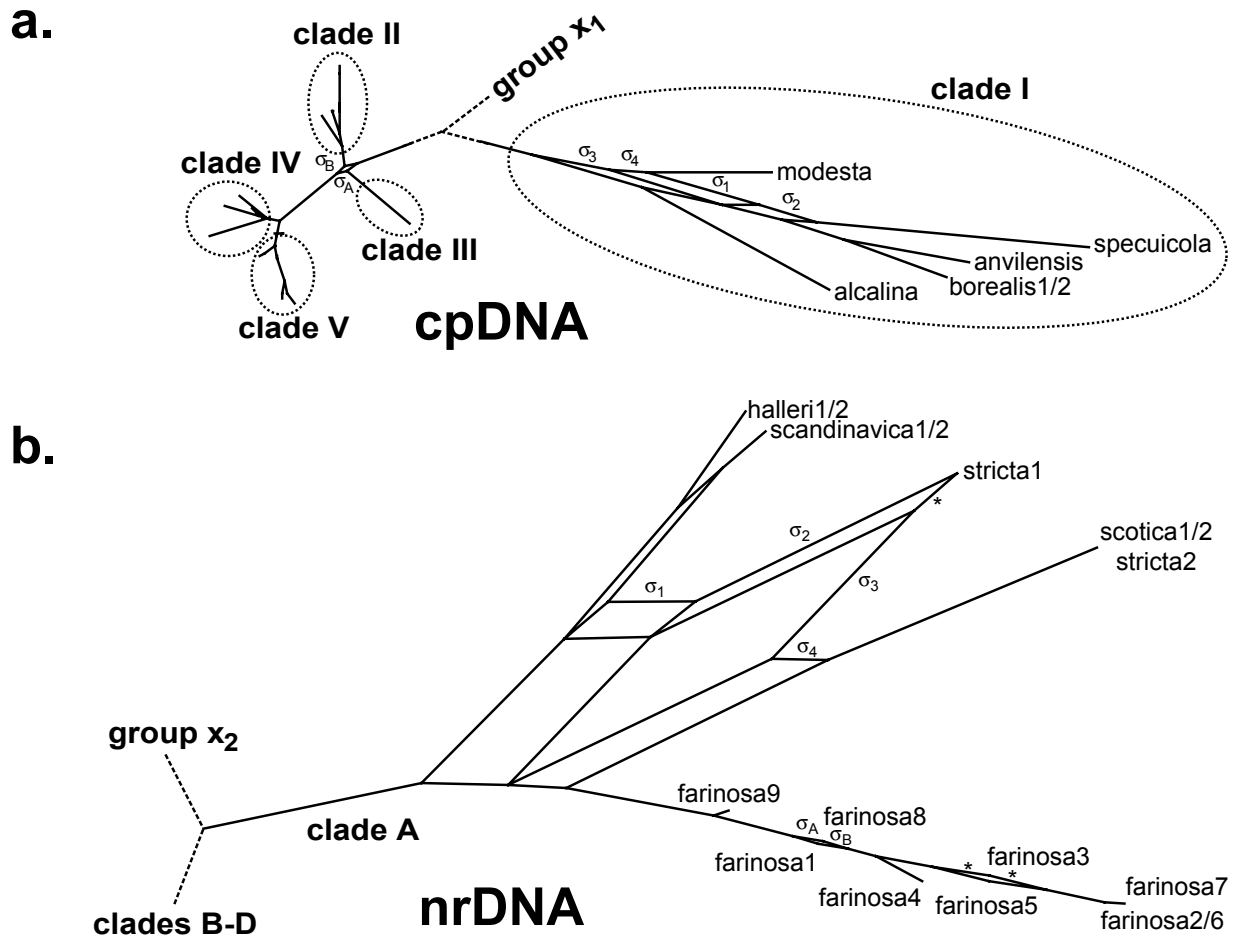 a.
clade II
group x1
clade I
σB
clade IV
σA
σ3
σ4
modesta
σ1
σ2
clade III
specuicola
anvilensis
borealis1/2
alcalina
clade V
cpDNA
b.
halleri1/2
scandinavica1/2
stricta1
*
σ2
scotica1/2
stricta2
σ1
σ3
σ4
group x2
clade A
farinosa9
σA
farinosa8
σB
farinosa1
farinosa4
*
farinosa3
*
farinosa5
farinosa7
farinosa2/6
clades B-D
nrDNA